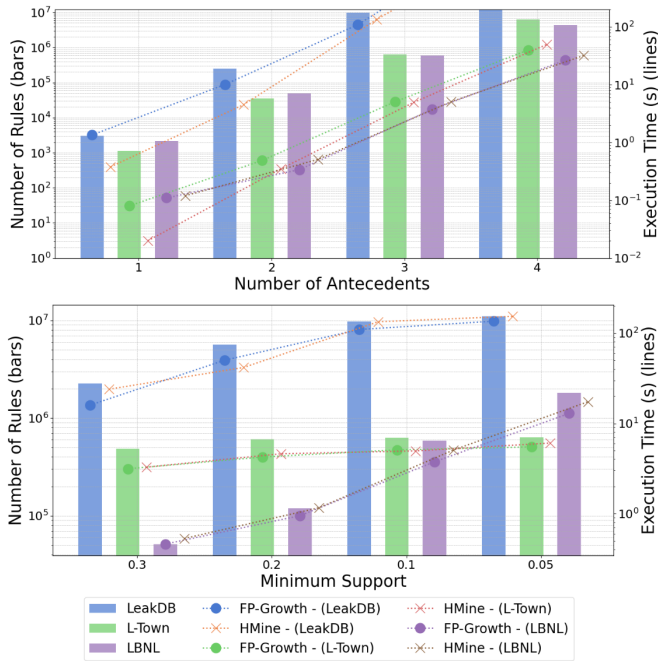 Number of Rules (bars)
10^7
10^6
10^5
10^4
10^3
10^2
10^1
10^0
1
2
3
4
Number of Antecedents
10^2
10^1
10^0
10^-1
10^-2
Execution Time (s) (lines)
Number of Rules (bars)
10^7
10^6
10^5
0.3
0.2
0.1
0.05
Minimum Support
10^2
10^1
10^0
Execution Time (s) (lines)
LeakDB
L-Town
LBNL
FP-Growth - (LeakDB)
HMine - (LeakDB)
FP-Growth - (L-Town)
HMine - (L-Town)
FP-Growth - (LBNL)
HMine - (LBNL)